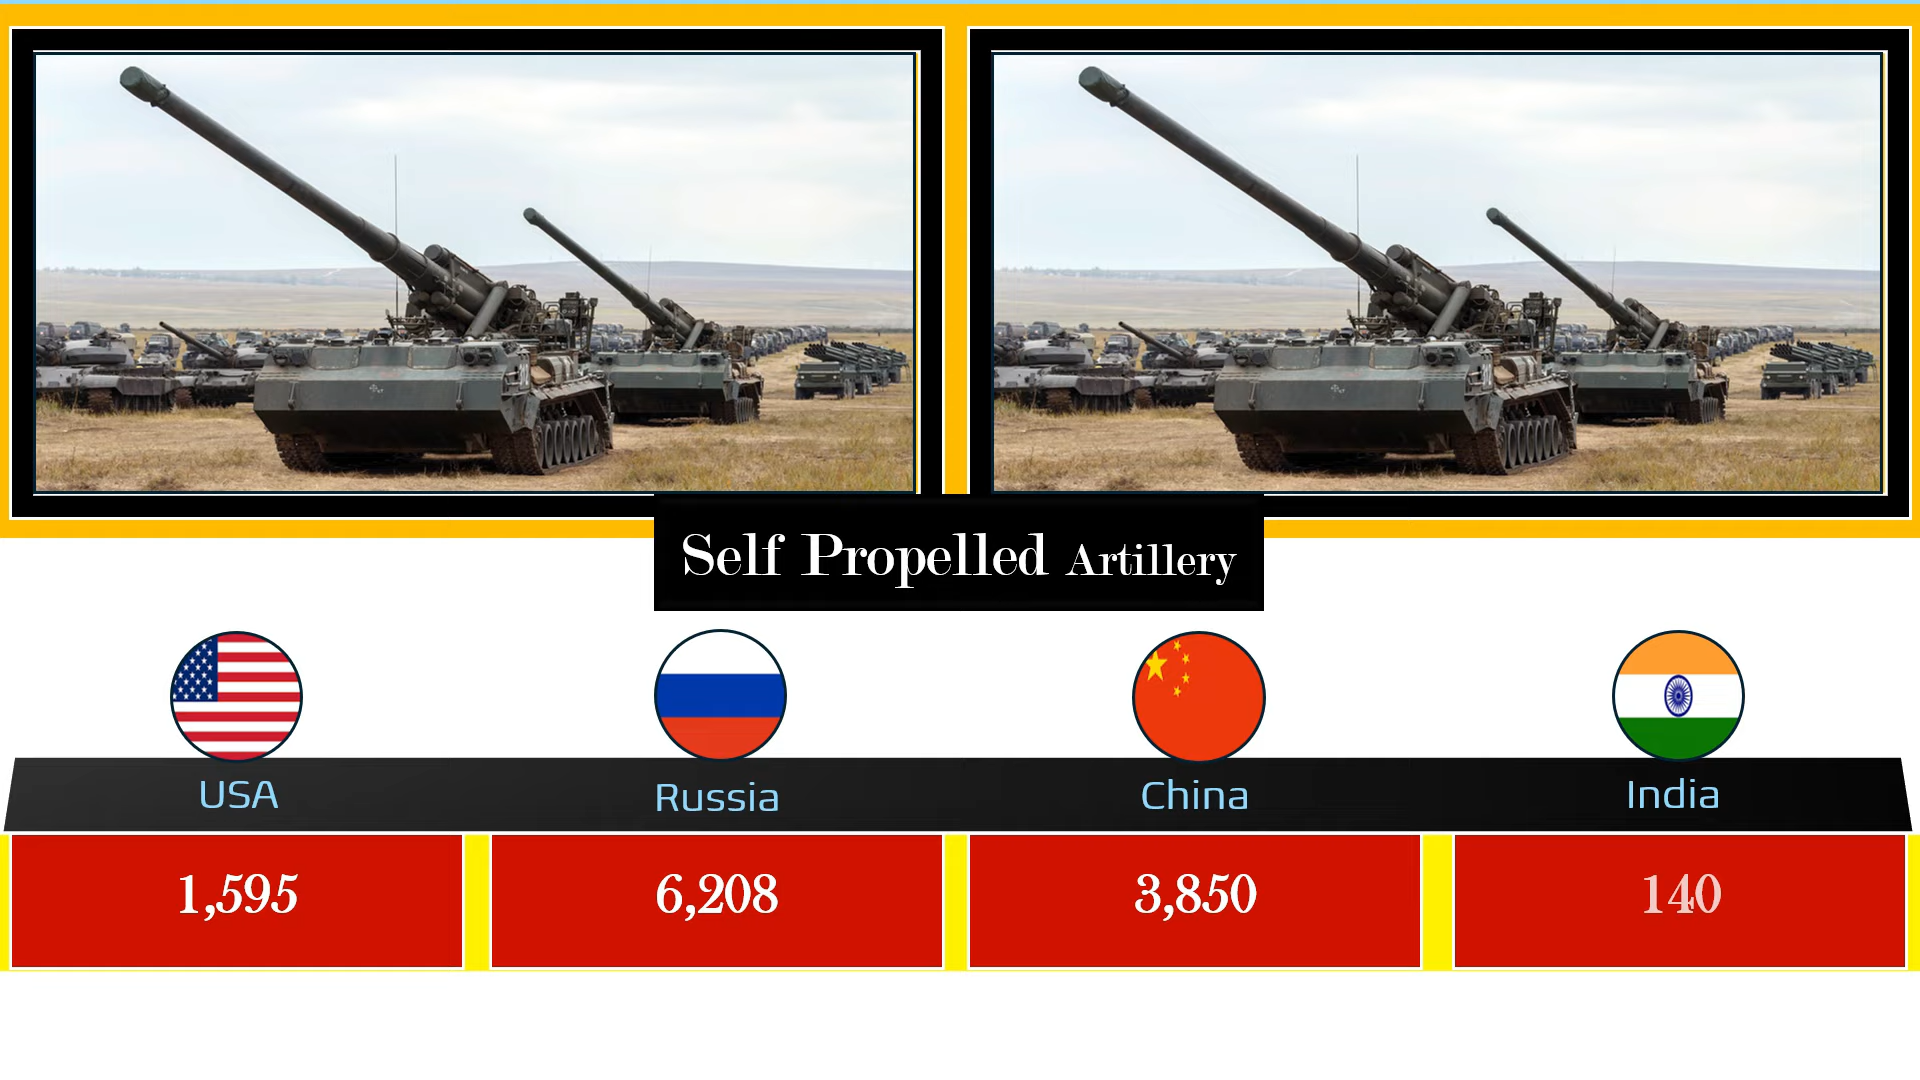 Self Propelled Artillery
USA Russia China India
1,595 6,208 3,850 140